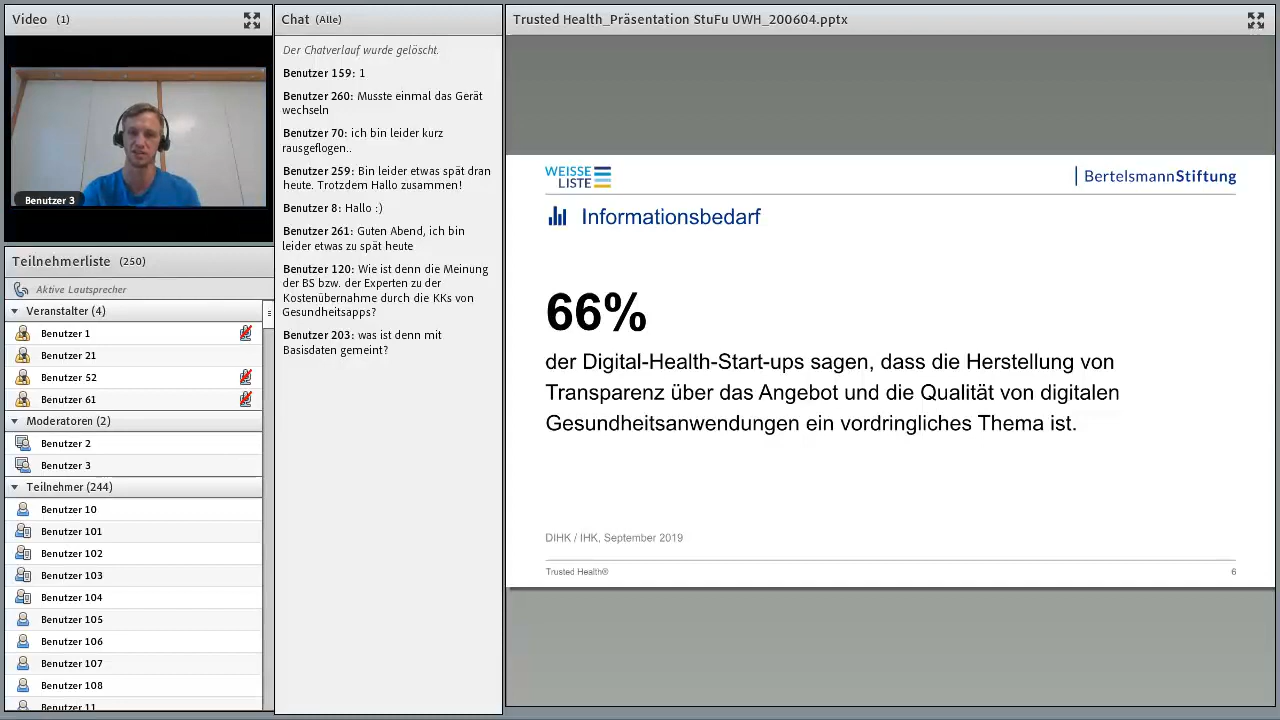 Video (1)
Benutzer 3
Teilnehmerliste (250)
Aktive Lautsprecher
Veranstalter (4)
Benutzer 1
Benutzer 21
Benutzer 52
Benutzer 61
Moderatoren (2)
Benutzer 2
Benutzer 3
Teilnehmer (244)
Benutzer 10
Benutzer 101
Benutzer 102
Benutzer 103
Benutzer 104
Benutzer 105
Benutzer 106
Benutzer 107
Benutzer 108
Benutzer 11
Chat (Alle)
Der Chatverlauf wurde gelöscht.
Benutzer 159: 1
Benutzer 260: Musste einmal das Gerät
wechseln
Benutzer 70: ich bin leider kurz
rausgeflogen..
Benutzer 259: Bin leider etwas spät dran
heute. Trotzdem Hallo zusammen!
Benutzer 8: Hallo :)
Benutzer 261: Guten Abend, ich bin
leider etwas zu spät heute
Benutzer 120: Wie ist denn die Meinung
der BS bzw. der Experten zu der
Kostenübernahme durch die KKs von
Gesundheitsapps?
Benutzer 203: was ist denn mit
Basisdaten gemeint?
Trusted Health_Präsentation StuFu UWH_200604.pptx
WEISSE
LISTE
BertelsmannStiftung
Informationsbedarf
66%
der Digital-Health-Start-ups sagen, dass die Herstellung von
Transparenz über das Angebot und die Qualität von digitalen
Gesundheitsanwendungen ein vordringliches Thema ist.
DIHK / IHK, September 2019
Trusted Health®
6